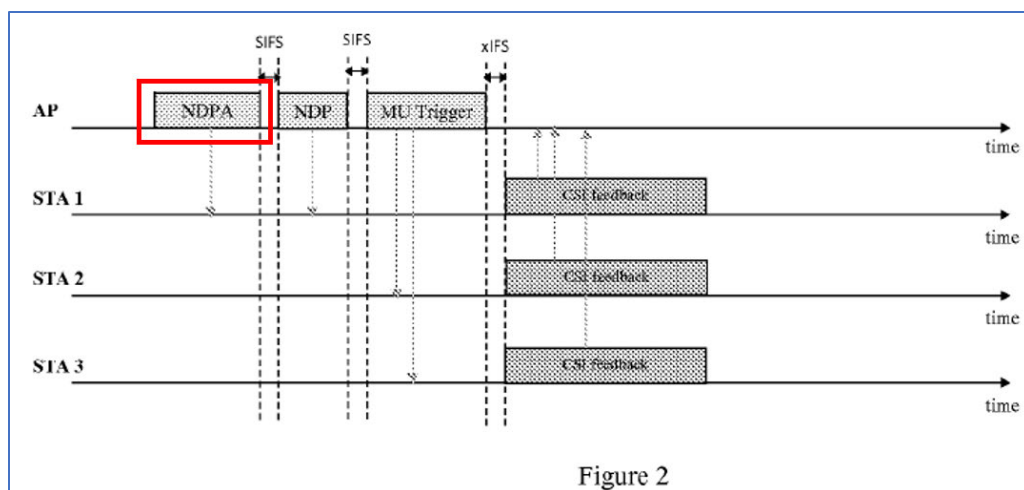 SIFS SIFS xIFS
AP NDPA NDP MU Trigger
time
STA 1 CSI feedback
time
STA 2 CSI feedback
time
STA 3 CSI feedback
time
Figure 2